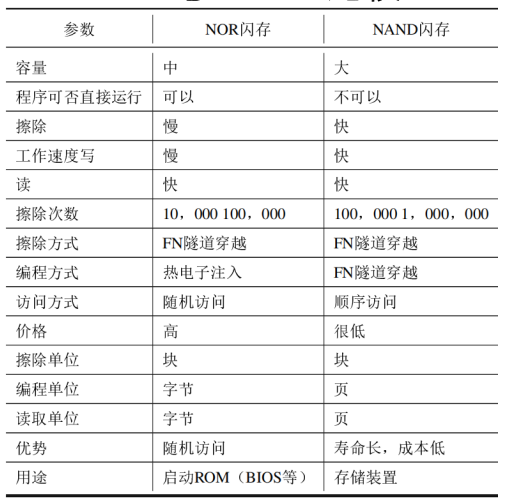 参数 NOR闪存 NAND闪存
容量 中 大
程序可否直接运行 可以 不可以
擦除 慢 快
工作速度写 慢 快
读 快 快
擦除次数 10，000 100，000 100，000 1，000，000
擦除方式 FN隧道穿越 FN隧道穿越
编程方式 热电子注入 FN隧道穿越
访问方式 随机访问 顺序访问
价格 高 很低
擦除单位 块 块
编程单位 字节 页
读取单位 字节 页
优势 随机访问 寿命长，成本低
用途 启动ROM（BIOS等） 存储装置